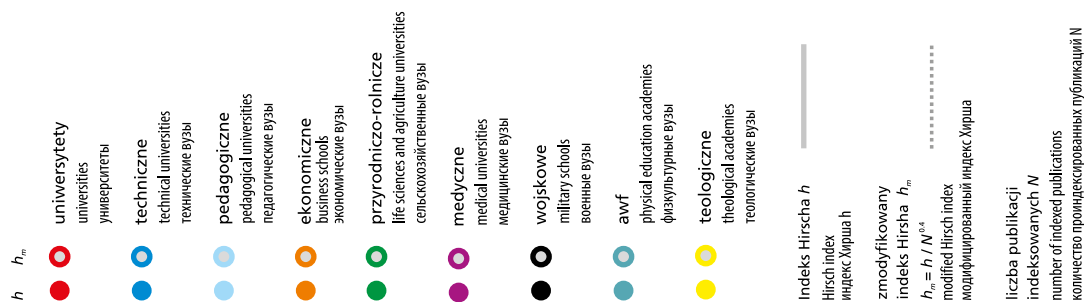 h
hₘ
uniwersytety
universities
университеты
techniczne
technical universities
технические вузы
pedagogiczne
pedagogical universities
педагогические вузы
ekonomiczne
business schools
экономические вузы
przyrodniczo-rolnicze
life sciences and agriculture universities
сельскохозяйственные вузы
medyczne
medical universities
медицинские вузы
wojskowe
military schools
военные вузы
awf
physical education academies
физкультурные вузы
teologiczne
theological academies
теологические вузы
Indeks Hirscha h
Hirsch index
индекс Хирша h
zmodyfikowany
indeks Hirsha hₘ
hₘ = h / N⁰·⁴
modified Hirsch index
модифицированный индекс Хирша
liczba publikacji
indeksowanych N
number of indexed publications
количество проиндексированных публикаций N